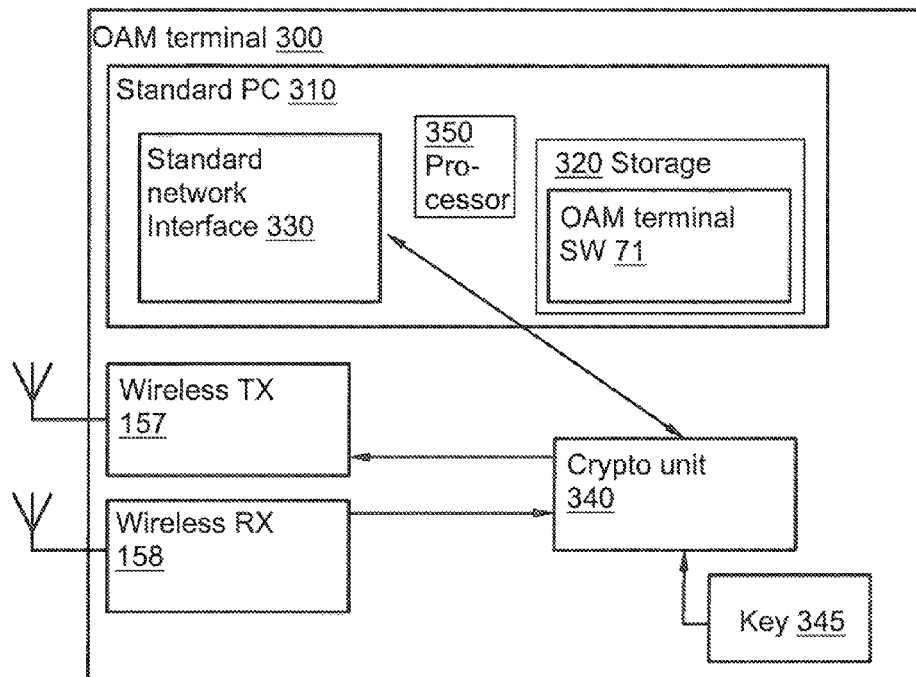 OAM terminal 300
Standard PC 310
Standard
network
Interface 330
350
Pro-
cessor
320 Storage
OAM terminal
SW 71
Wireless TX
157
Wireless RX
158
Crypto unit
340
Key 345